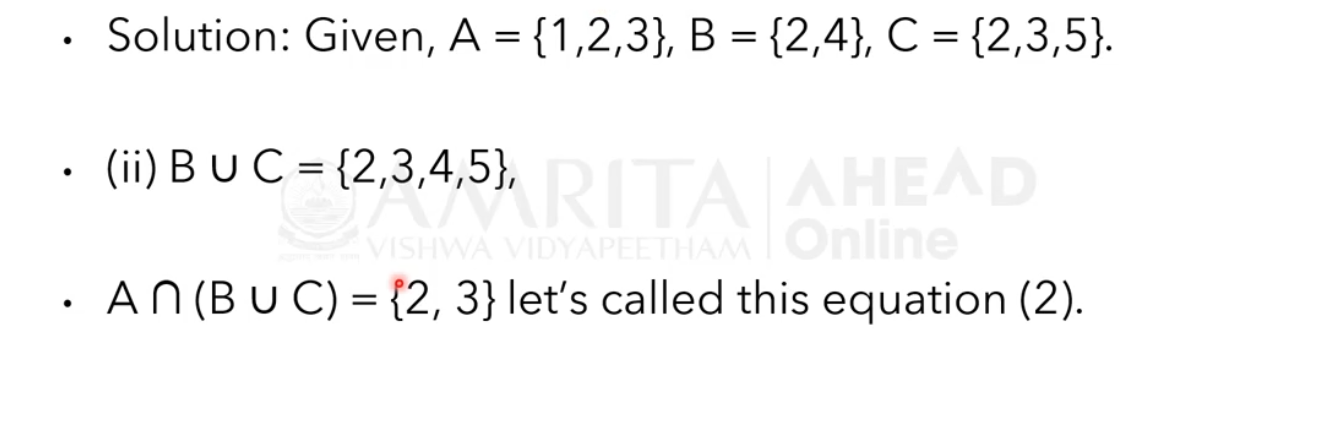 • Solution: Given, A = {1,2,3}, B = {2,4}, C = {2,3,5}.
• (ii) B ∪ C = {2,3,4,5},
AMRITA AHEAD
VISHWA VIDYAPEETHAM Online
• A ∩ (B ∪ C) = {2, 3} let's called this equation (2).